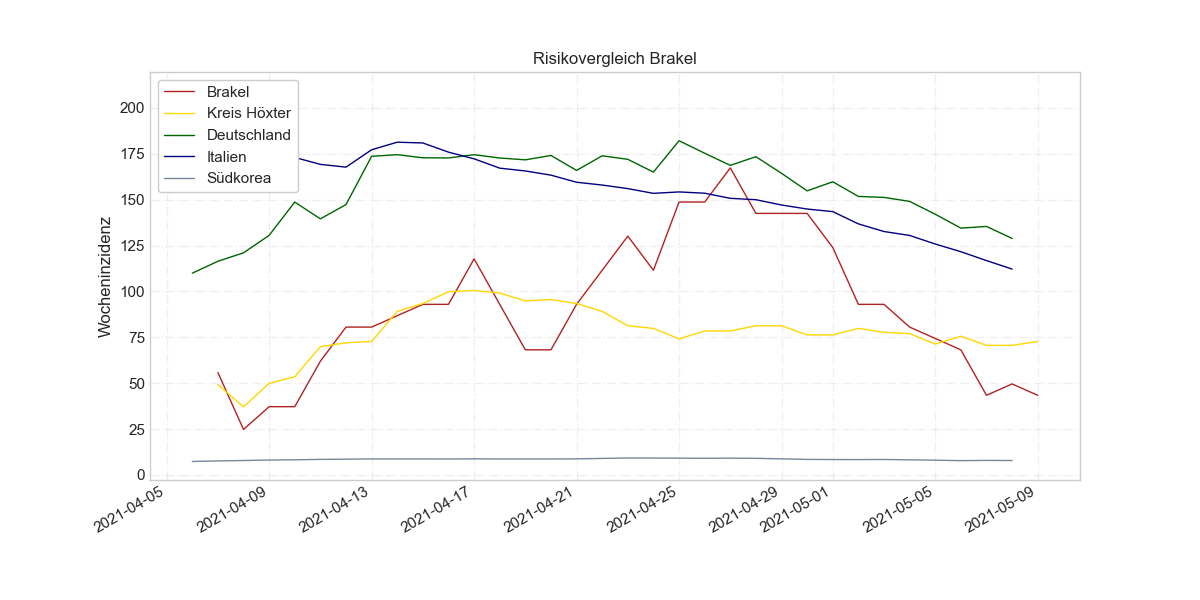 Risikovergleich Brakel
Brakel
Kreis Höxter
Deutschland
Italien
Südkorea
Wocheninzidenz
200
175
150
125
100
75
50
25
0
2021-04-05
2021-04-09
2021-04-13
2021-04-17
2021-04-21
2021-04-25
2021-04-29
2021-05-01
2021-05-05
2021-05-09